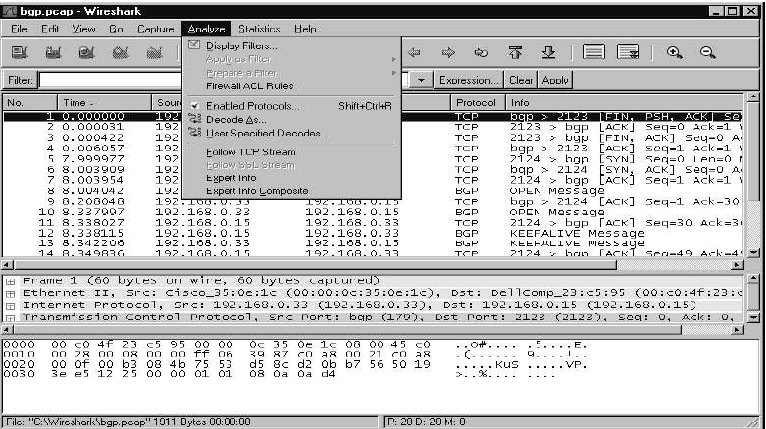 bgp.pcap - Wireshark
File Edit View Go Capture Analyze Statistics Help
Display Filters...
Apply as Filter
Prepare a Filter
Firewall ACL Rules
Enabled Protocols... Shift+Ctrl+R
Decode As...
User Specified Decodes
Follow TCP Stream
Follow SSL Stream
Expert Info
Expert Info Composite
Filter: Expression... Clear Apply
No. Time - Sour Protocol Info
1 0.000000 192 TCP bgp > 2123 [FIN, PSH, ACK] Se
2 0.000031 192 TCP 2123 > bgp [ACK] Seq=0 Ack=1
3 0.000422 192 TCP 2123 > bgp [FIN, ACK] Seq=0 A
4 0.006057 192 TCP bgp > 2123 [ACK] Seq=1 Ack=1
5 7.999977 192 TCP 2124 > bgp [SYN] Seq=0 Len=0
6 8.003909 192 TCP bgp > 2124 [SYN, ACK] Seq=0 A
7 8.003954 192 TCP 2124 > bgp [ACK] Seq=1 Ack=1
8 8.004042 192 BGP OPEN Message
9 8.208048 192.168.0.33 192.168.0.15 TCP bgp > 2124 [ACK] Seq=1 Ack=30
10 8.337997 192.168.0.33 192.168.0.15 BGP OPEN Message
11 8.338027 192.168.0.15 192.168.0.33 TCP 2124 > bgp [ACK] Seq=30 Ack=3
12 8.338115 192.168.0.15 192.168.0.33 BGP KEEPALIVE Message
13 8.342206 192.168.0.33 192.168.0.15 BGP KEEPALIVE Message
14 8.349836 192.168.0.15 192.168.0.33 TCP 2124 > bgp [ACK] Seq=49 Ack=4
Frame 1 (60 bytes on wire, 60 bytes captured)
Ethernet II, Src: Cisco_35:0e:1c (00:00:0c:35:0e:1c), Dst: DellComp_23:c5:95 (00:c0:4f:23:c
Internet Protocol, Src: 192.168.0.33 (192.168.0.33), Dst: 192.168.0.15 (192.168.0.15)
Transmission Control Protocol, Src Port: bgp (179), Dst Port: 2123 (2123), Seq: 0, Ack: 0,
0000 00 c0 4f 23 c5 95 00 00 0c 35 0e 1c 08 00 45 c0 ..O#.... .5....E.
0010 00 28 00 08 00 00 ff 06 39 87 c0 a8 00 21 c0 a8 .(...... 9....!..
0020 00 0f 00 b3 08 4b 75 53 d5 8c d2 0b b7 56 50 19 .....KuS .....VP.
0030 3e e5 12 25 00 00 01 01 08 0a 0a d4 >..%........
File: "C:\Wireshark\bgp.pcap" 1911 Bytes 00:00:00 P: 20 D: 20 M: 0